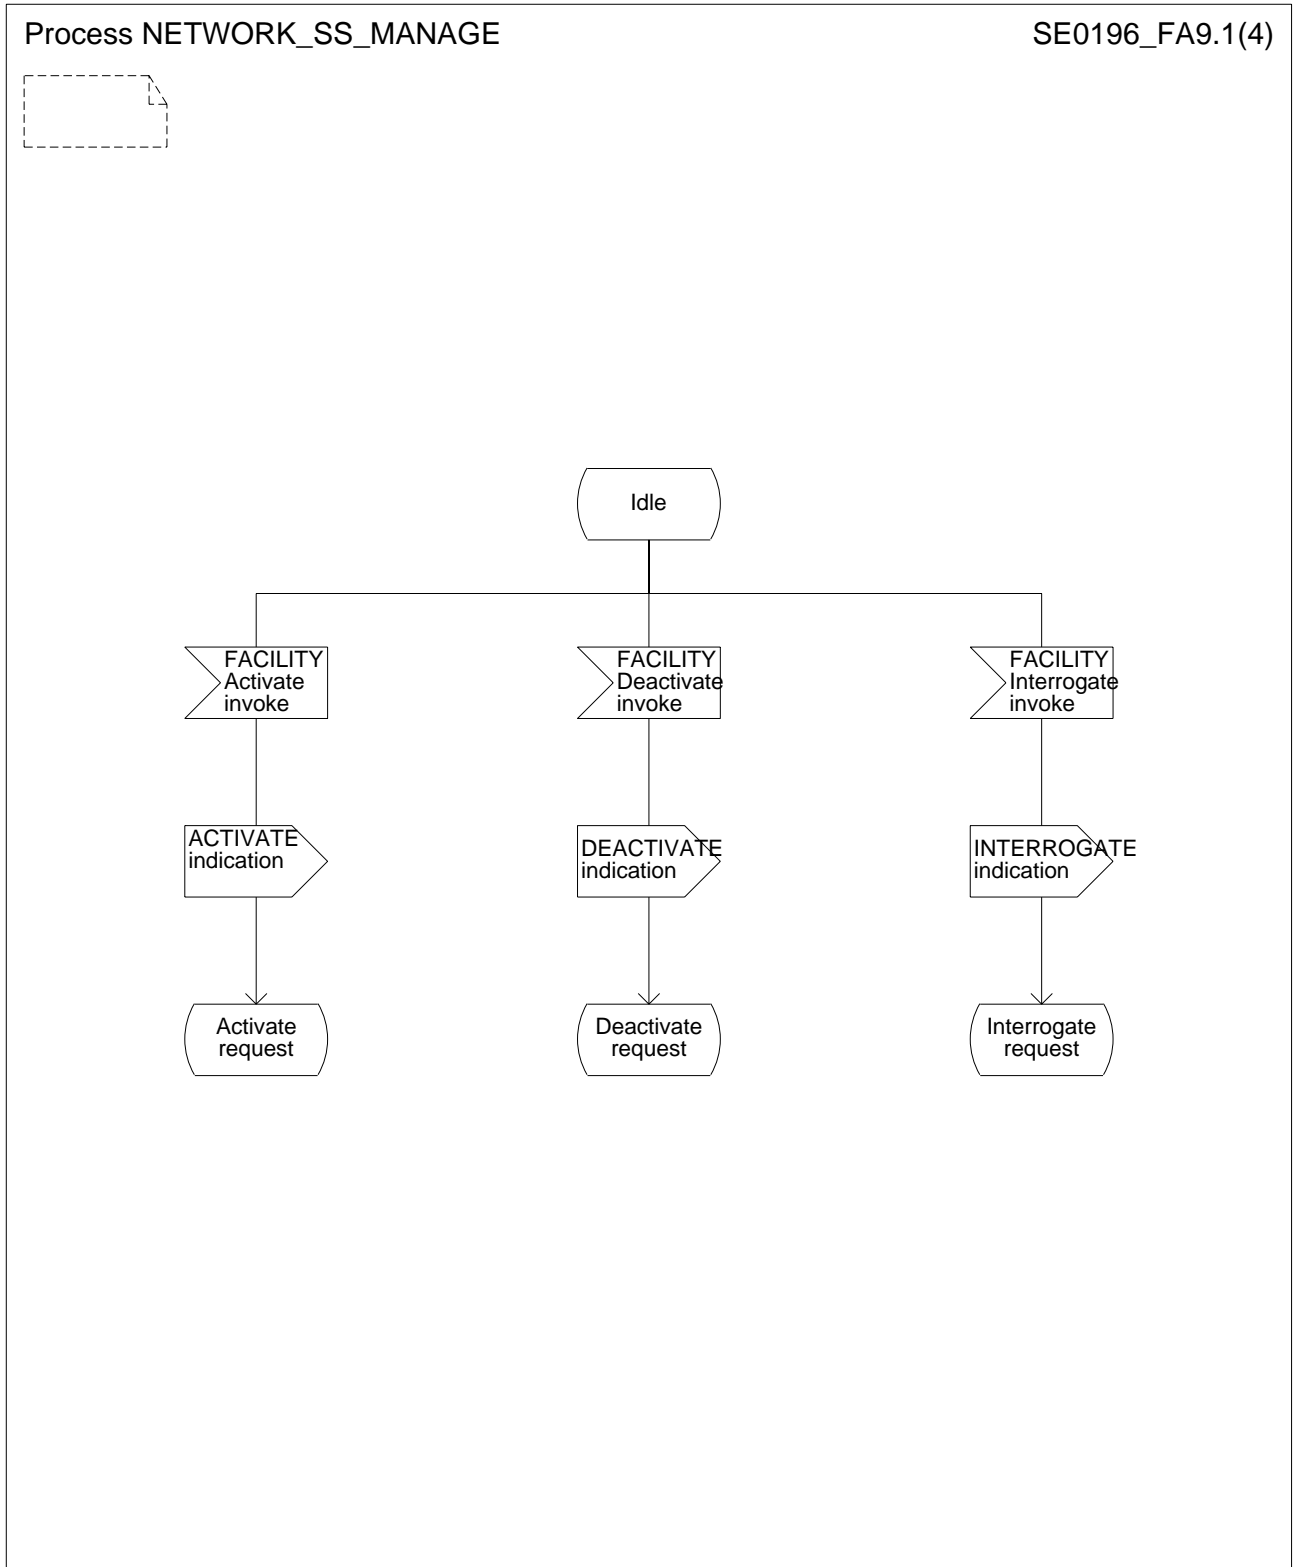 Process NETWORK_SS_MANAGE
SE0196_FA9.1(4)
Idle
FACILITY
Activate
invoke
FACILITY
Deactivate
invoke
FACILITY
Interrogate
invoke
ACTIVATE
indication
DEACTIVATE
indication
INTERROGATE
indication
Activate
request
Deactivate
request
Interrogate
request